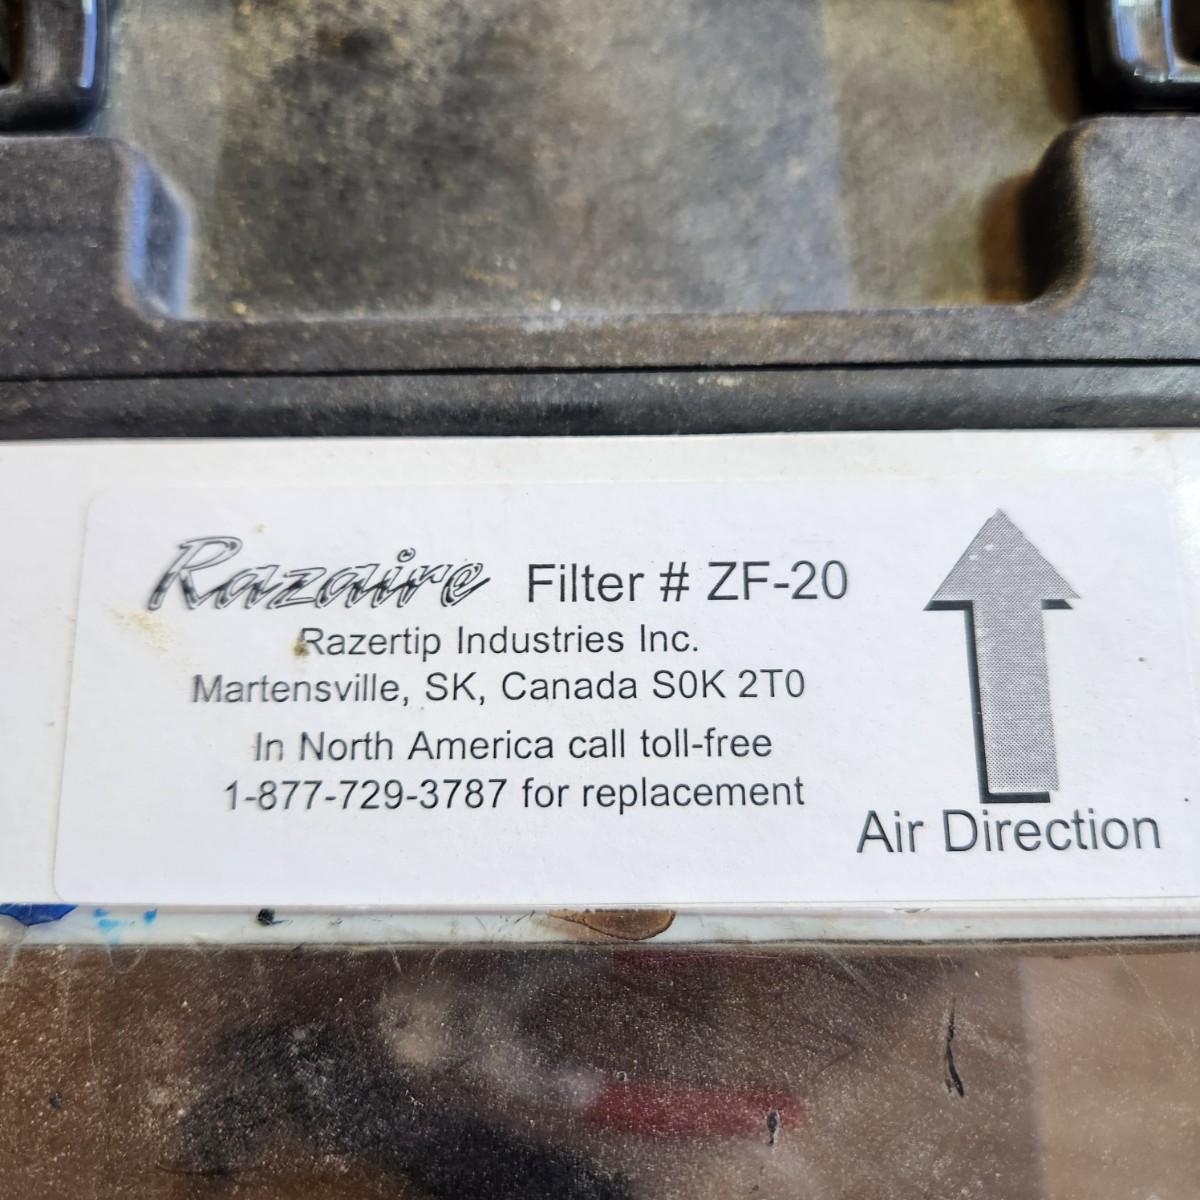 Razaire Filter # ZF-20
Razertip Industries Inc.
Martensville, SK, Canada S0K 2T0
In North America call toll-free
1-877-729-3787 for replacement
Air Direction